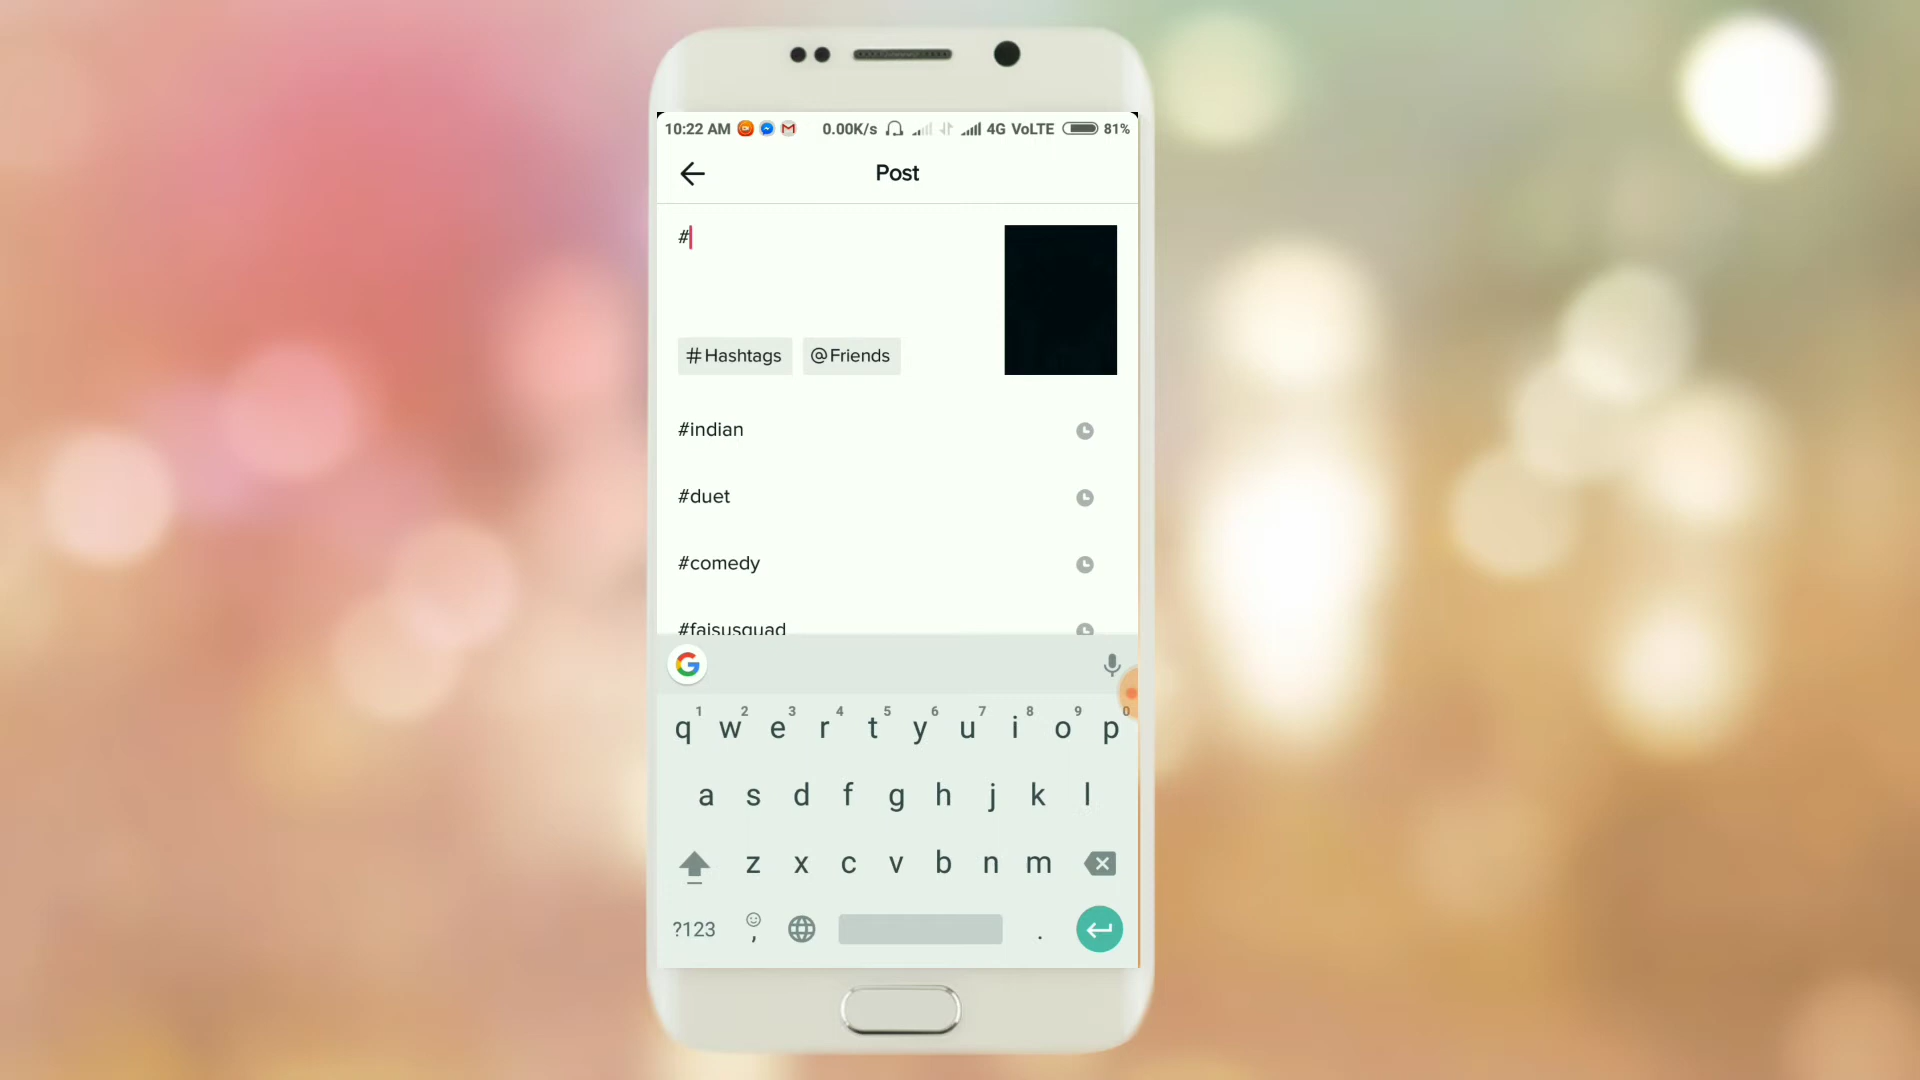 10:22 AM 0.00K/s 4G VoLTE 81%
Post
#
#Hashtags @Friends
#indian
#duet
#comedy
#faisusquad
1 2 3 4 5 6 7 8 9 0
q w e r t y u i o p
a s d f g h j k l
z x c v b n m
?123 , .